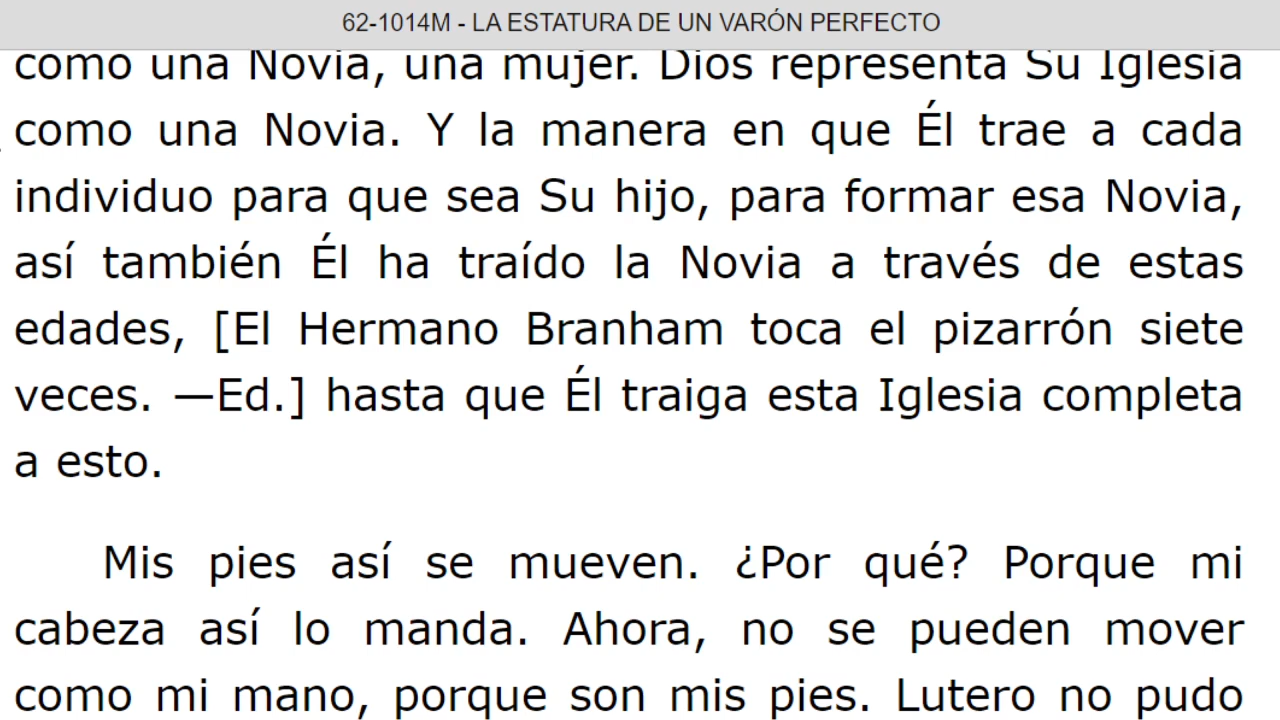 62-1014M - LA ESTATURA DE UN VARÓN PERFECTO
como una Novia, una mujer. Dios representa Su Iglesia
como una Novia. Y la manera en que Él trae a cada
individuo para que sea Su hijo, para formar esa Novia,
así también Él ha traído la Novia a través de estas
edades, [El Hermano Branham toca el pizarrón siete
veces. —Ed.] hasta que Él traiga esta Iglesia completa
a esto.
Mis pies así se mueven. ¿Por qué? Porque mi
cabeza así lo manda. Ahora, no se pueden mover
como mi mano, porque son mis pies. Lutero no pudo